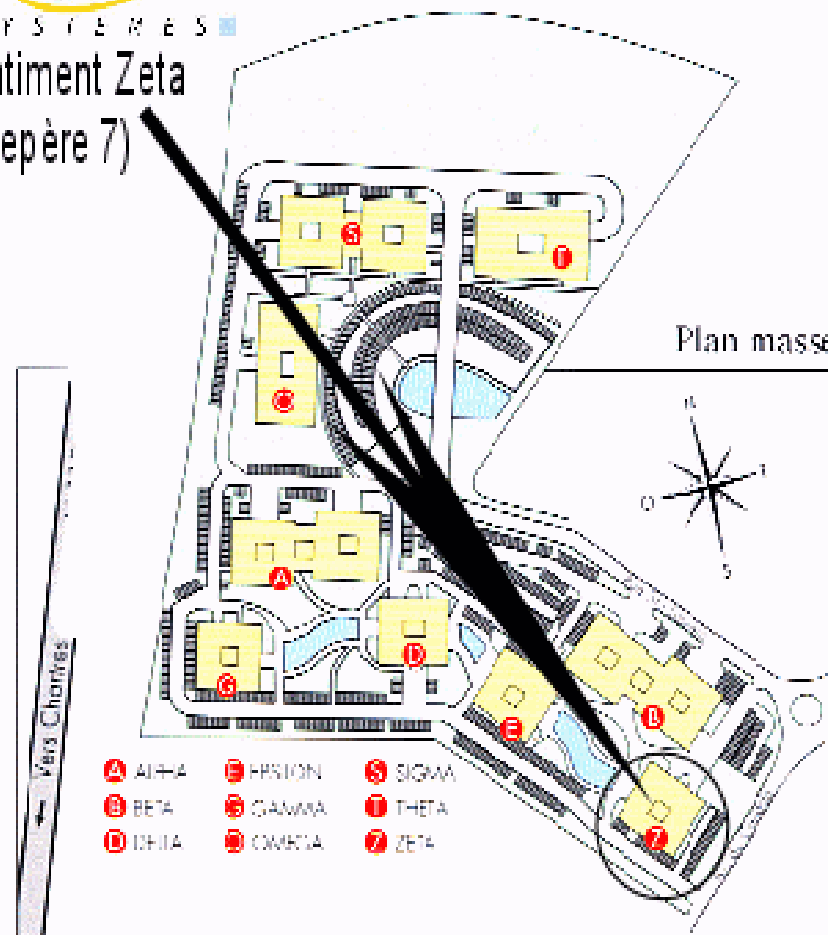 Y S T E M E S
timent Zeta
epère 7)
S
T
Plan masse
N
O
S
A
D
G
E
B
Z
Vers Chartres
A ALPHA
E EPSILON
S SIGMA
B BETA
G GAMMA
T THETA
D DELTA
O OMEGA
Z ZETA